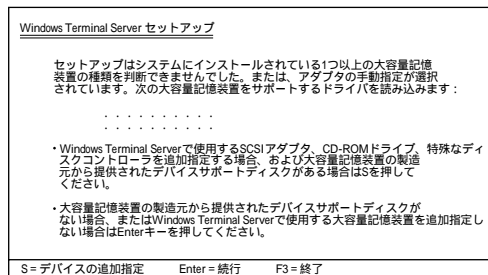 Windows Terminal Server セットアップ
セットアップはシステムにインストールされている1つ以上の大容量記憶
装置の種類を判断できませんでした。または、アダプタの手動指定が選択
されています。次の大容量記憶装置をサポートするドライバを読み込みます：
. . . . . . . . . .
. . . . . . . . . .
・Windows Terminal Serverで使用するSCSIアダプタ、CD-ROMドライブ、特殊なディ
スクコントローラを追加指定する場合、および大容量記憶装置の製造
元から提供されたデバイスサポートディスクがある場合はSを押して
ください。
・大容量記憶装置の製造元から提供されたデバイスサポートディスクが
ない場合、またはWindows Terminal Serverで使用する大容量記憶装置を追加指定し
ない場合はEnterキーを押してください。
S = デバイスの追加指定 Enter = 続行 F3 = 終了